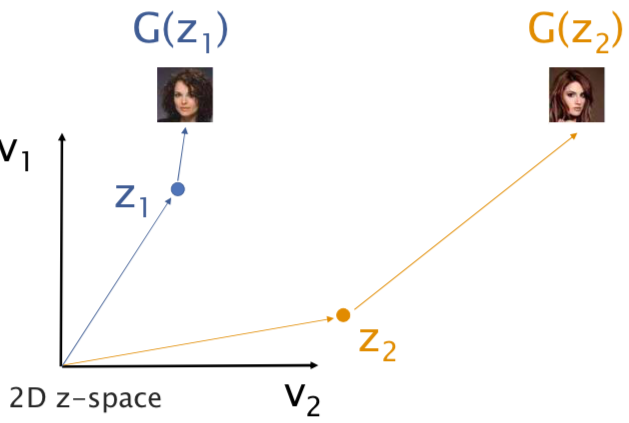 G(z₁)
G(z₂)
v₁
z₁
z₂
2D z-space
v₂